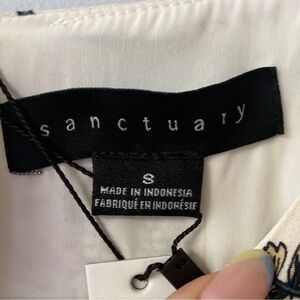 sanctuary
S
MADE IN INDONESIA
FABRIQUÉ EN INDONÉSIE